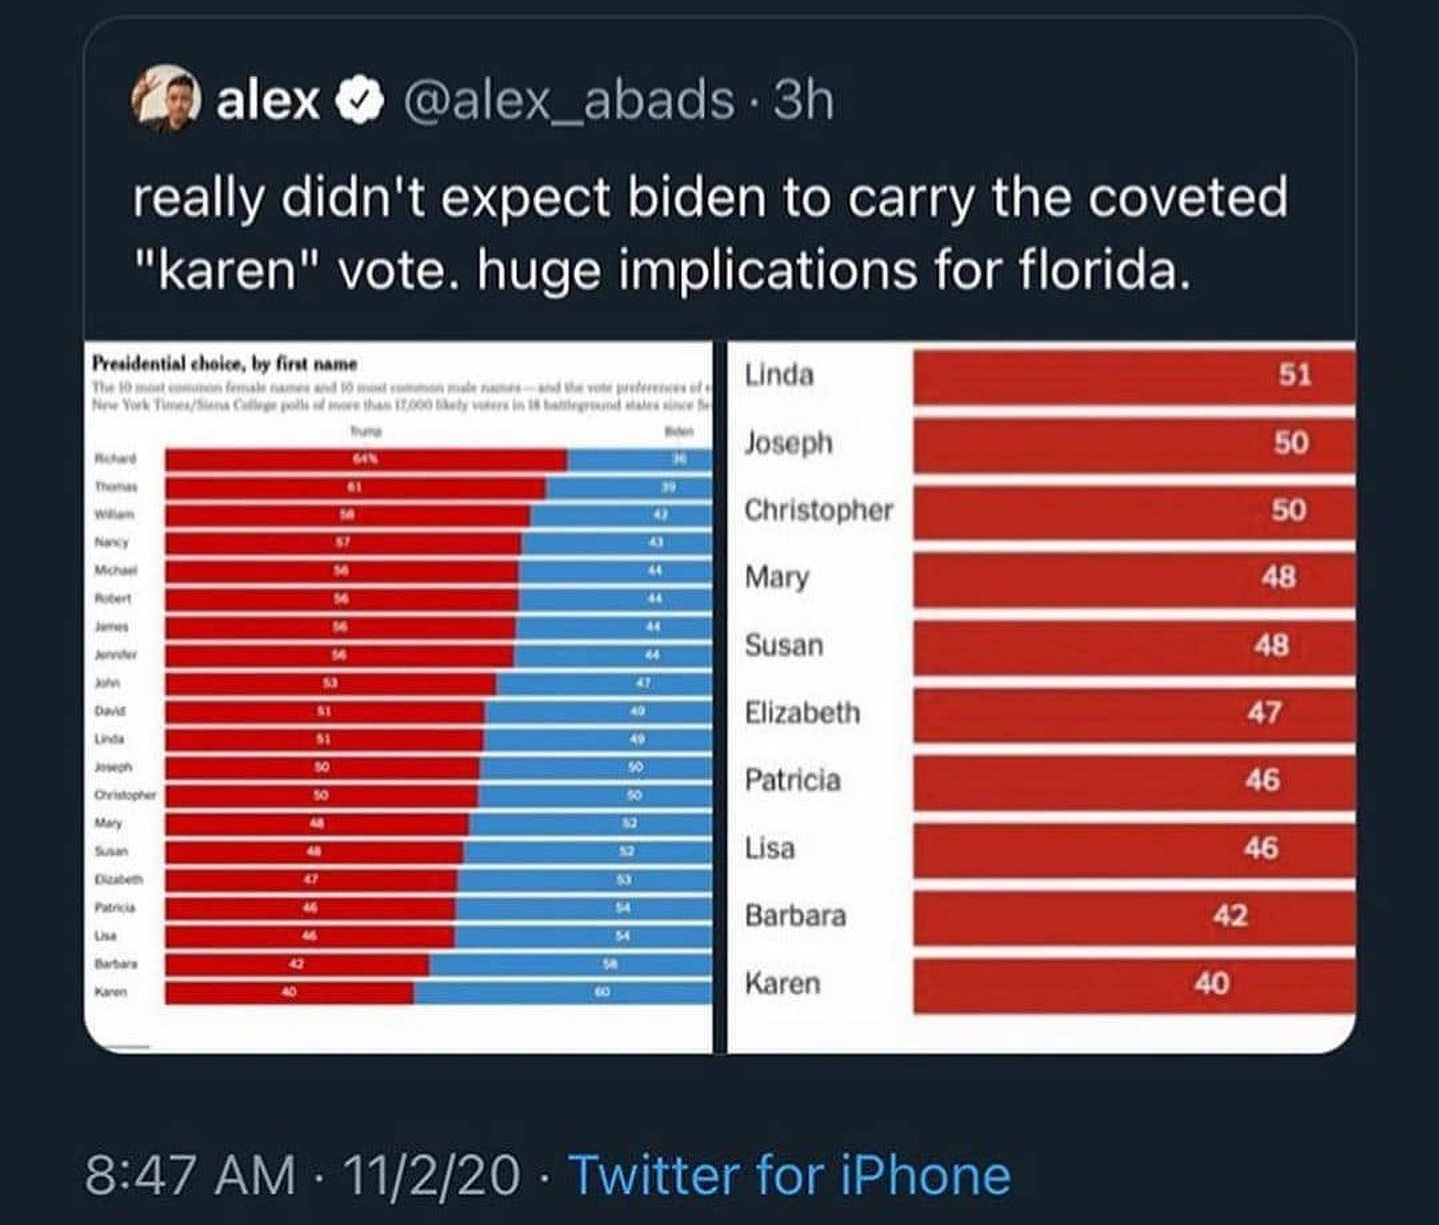 alex @alex_abads · 3h
really didn't expect biden to carry the coveted
"karen" vote. huge implications for florida.
Presidential choice, by first name
The 10 most common female names and 10 most common male names — and the vote preferences of
New York Times/Siena College polls of more than 17,000 likely voters in 18 battleground states since
Trump Biden
Richard 64% 36
Thomas 61 39
William 58 42
Nancy 57 43
Michael 56 44
Robert 56 44
James 56 44
Jennifer 56 44
John 53 47
David 51 49
Linda 51 49
Joseph 50 50
Christopher 50 50
Mary 48 52
Susan 48 52
Elizabeth 47 53
Patricia 46 54
Lisa 46 54
Barbara 42 58
Karen 40 60
Linda 51
Joseph 50
Christopher 50
Mary 48
Susan 48
Elizabeth 47
Patricia 46
Lisa 46
Barbara 42
Karen 40
8:47 AM · 11/2/20 · Twitter for iPhone